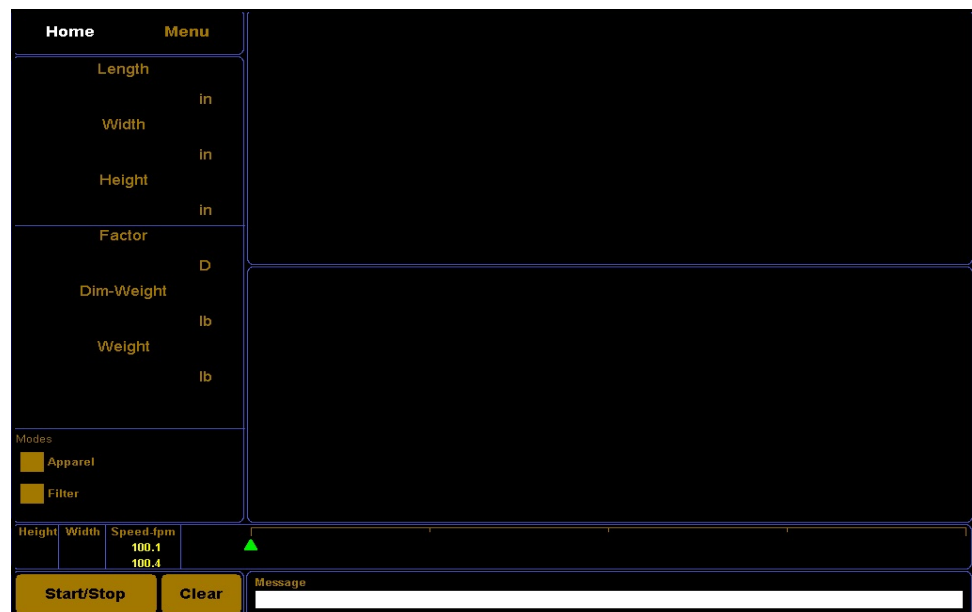 Home Menu
Length
in
Width
in
Height
in
Factor
D
Dim-Weight
lb
Weight
lb
Modes
Apparel
Filter
Height Width Speed-fpm
100.1
100.4
Start/Stop Clear
Message